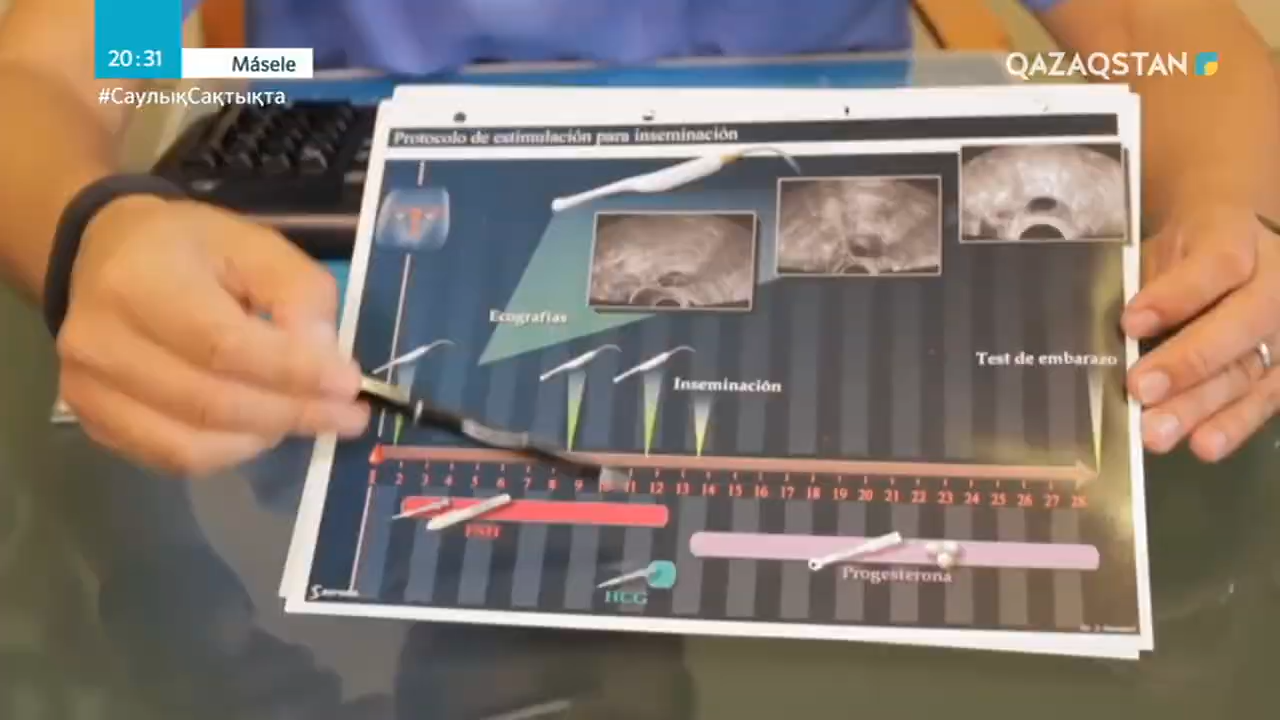 20:31
Másele
#СаулықСақтықта
QAZAQSTAN
Protocolo de estimulación para inseminación
Ecografías
Inseminación
Test de embarazo
1 2 3 4 5 6 7 8 9 10 11 12 13 14 15 16 17 18 19 20 21 22 23 24 25 26 27 28
FSH
Progesterona
HCG